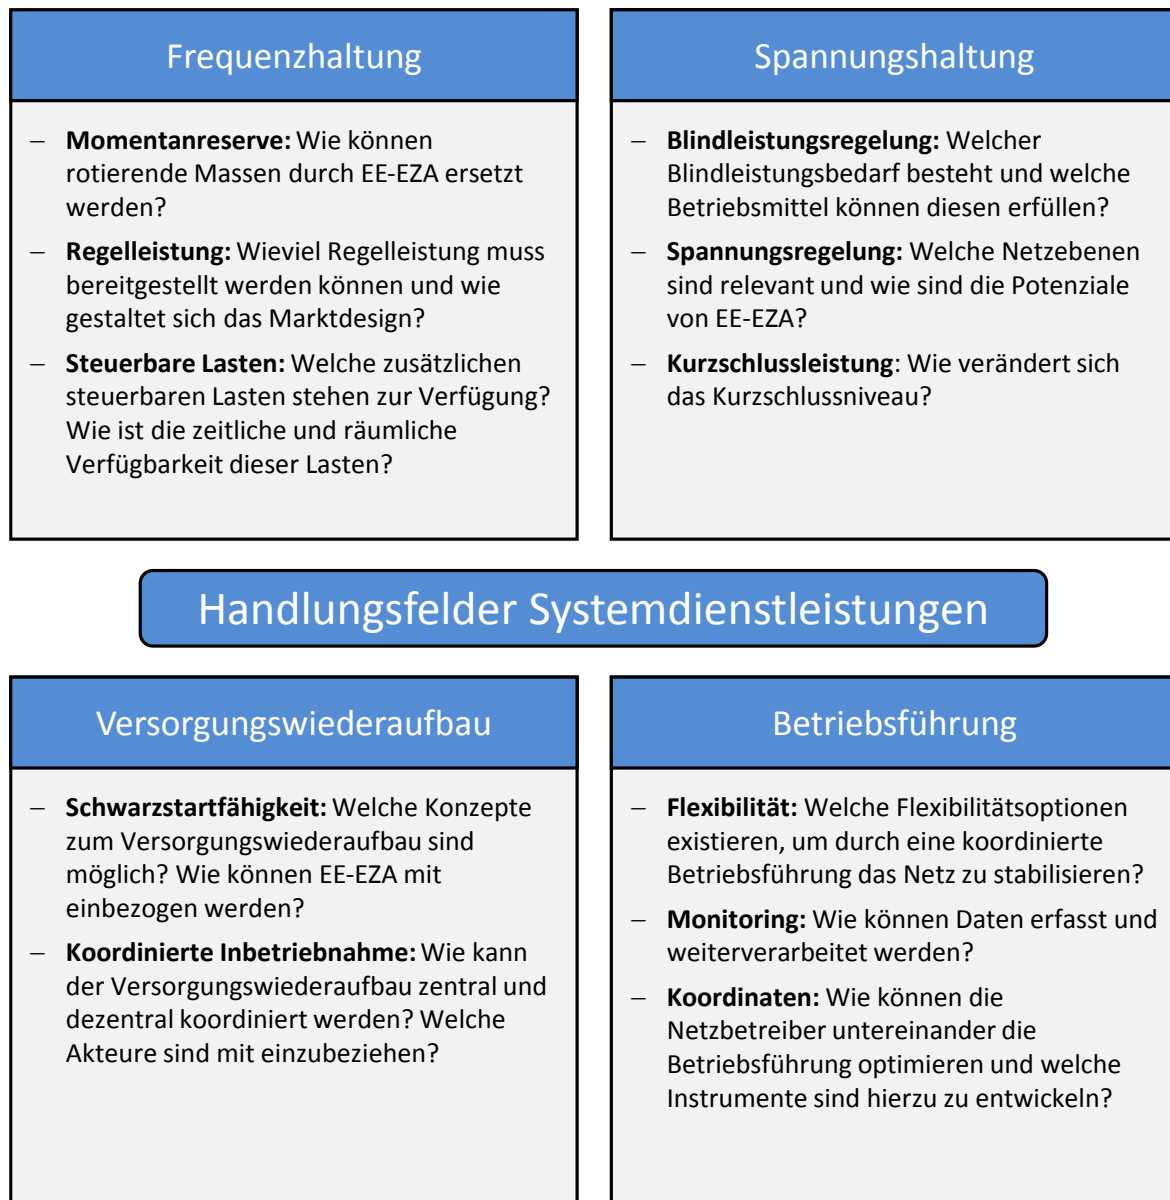 Frequenzhaltung
– Momentanreserve: Wie können
rotierende Massen durch EE-EZA ersetzt
werden?
– Regelleistung: Wieviel Regelleistung muss
bereitgestellt werden können und wie
gestaltet sich das Marktdesign?
– Steuerbare Lasten: Welche zusätzlichen
steuerbaren Lasten stehen zur Verfügung?
Wie ist die zeitliche und räumliche
Verfügbarkeit dieser Lasten?
Spannungshaltung
– Blindleistungsregelung: Welcher
Blindleistungsbedarf besteht und welche
Betriebsmittel können diesen erfüllen?
– Spannungsregelung: Welche Netzebenen
sind relevant und wie sind die Potenziale
von EE-EZA?
– Kurzschlussleistung: Wie verändert sich
das Kurzschlussniveau?
Handlungsfelder Systemdienstleistungen
Versorgungswiederaufbau
– Schwarzstartfähigkeit: Welche Konzepte
zum Versorgungswiederaufbau sind
möglich? Wie können EE-EZA mit
einbezogen werden?
– Koordinierte Inbetriebnahme: Wie kann
der Versorgungswiederaufbau zentral und
dezentral koordiniert werden? Welche
Akteure sind mit einzubeziehen?
Betriebsführung
– Flexibilität: Welche Flexibilitätsoptionen
existieren, um durch eine koordinierte
Betriebsführung das Netz zu stabilisieren?
– Monitoring: Wie können Daten erfasst und
weiterverarbeitet werden?
– Koordinaten: Wie können die
Netzbetreiber untereinander die
Betriebsführung optimieren und welche
Instrumente sind hierzu zu entwickeln?